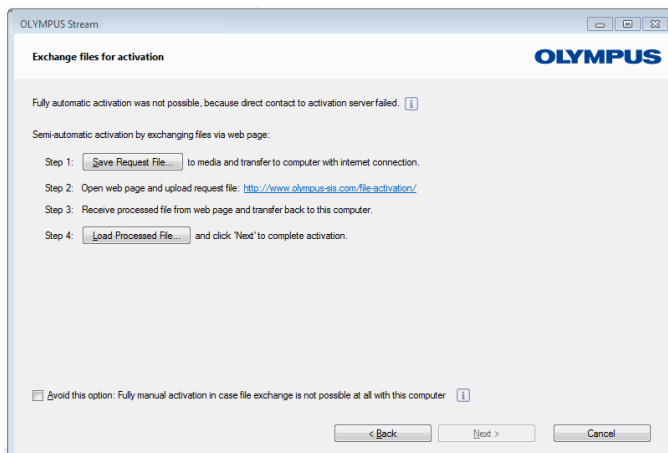 OLYMPUS Stream
Exchange files for activation
OLYMPUS
Fully automatic activation was not possible, because direct contact to activation server failed. i
Semi-automatic activation by exchanging files via web page:
Step 1: Save Request File... to media and transfer to computer with internet connection.
Step 2: Open web page and upload request file: http://www.olympus-sis.com/file-activation/
Step 3: Receive processed file from web page and transfer back to this computer.
Step 4: Load Processed File... and click 'Next' to complete activation.
Avoid this option: Fully manual activation in case file exchange is not possible at all with this computer i
< Back Next > Cancel